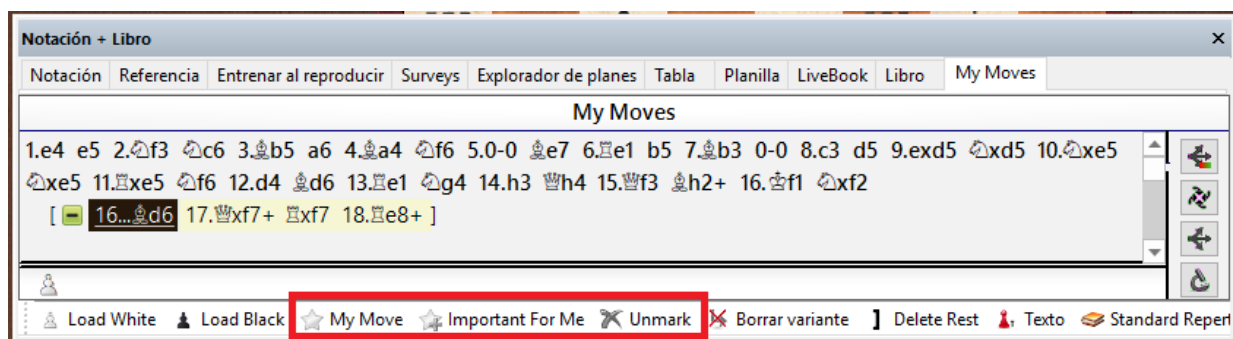 Notación + Libro
Notación Referencia Entrenar al reproducir Surveys Explorador de planes Tabla Planilla LiveBook Libro My Moves
My Moves
1.e4 e5 2.♘f3 ♘c6 3.♗b5 a6 4.♗a4 ♘f6 5.0-0 ♗e7 6.♖e1 b5 7.♗b3 0-0 8.c3 d5 9.exd5 ♘xd5 10.♘xe5
♘xe5 11.♖xe5 ♘f6 12.d4 ♗d6 13.♖e1 ♘g4 14.h3 ♕h4 15.♕f3 ♗h2+ 16.♔f1 ♘xf2
[ 16...♗d6 17.♕xf7+ ♖xf7 18.♖e8+ ]
Load White Load Black My Move Important For Me Unmark Borrar variante Delete Rest Texto Standard Repert